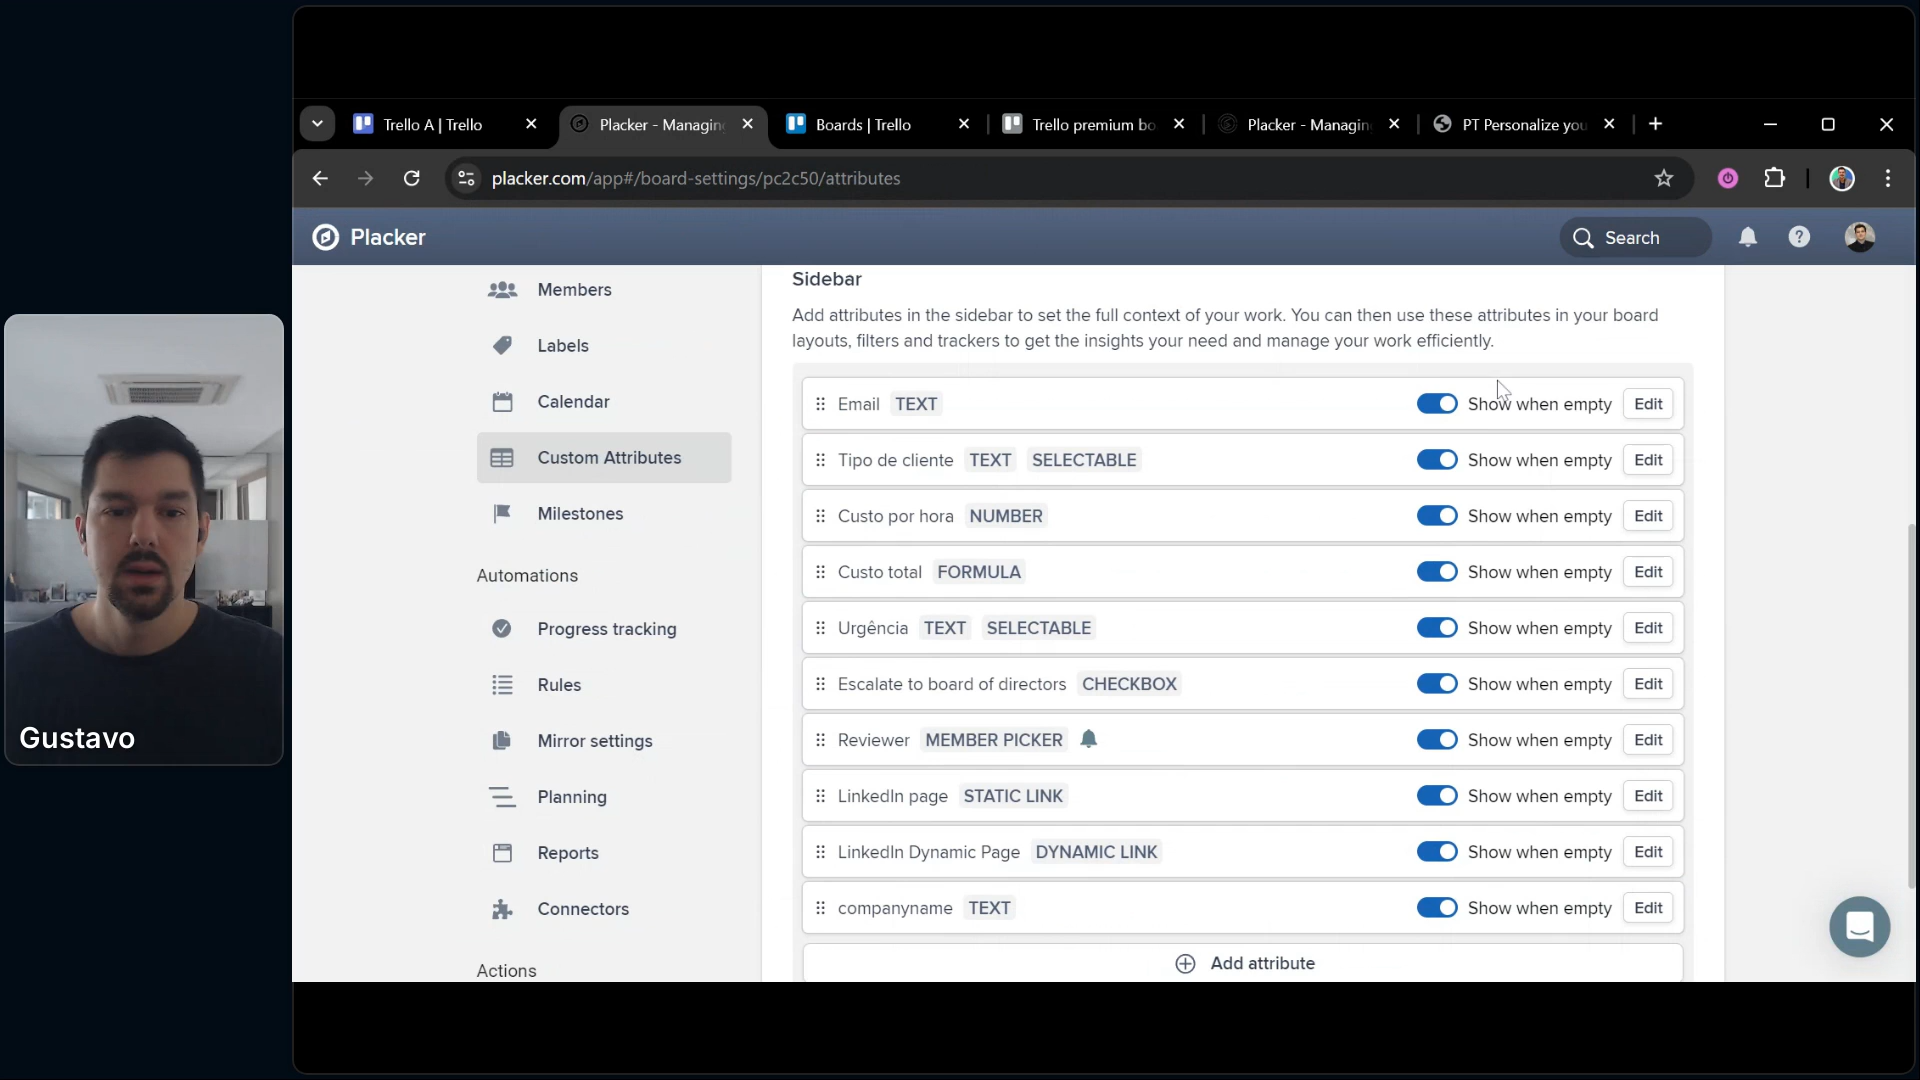 Trello A | Trello
Placker - Managin
Boards | Trello
Trello premium bo
Placker - Managin
PT Personalize you
placker.com/app#/board-settings/pc2c50/attributes
Placker
Search
Members
Labels
Calendar
Custom Attributes
Milestones
Automations
Progress tracking
Rules
Mirror settings
Planning
Reports
Connectors
Actions
Sidebar
Add attributes in the sidebar to set the full context of your work. You can then use these attributes in your board
layouts, filters and trackers to get the insights your need and manage your work efficiently.
Email TEXT Show when empty Edit
Tipo de cliente TEXT SELECTABLE Show when empty Edit
Custo por hora NUMBER Show when empty Edit
Custo total FORMULA Show when empty Edit
Urgência TEXT SELECTABLE Show when empty Edit
Escalate to board of directors CHECKBOX Show when empty Edit
Reviewer MEMBER PICKER Show when empty Edit
LinkedIn page STATIC LINK Show when empty Edit
LinkedIn Dynamic Page DYNAMIC LINK Show when empty Edit
companyname TEXT Show when empty Edit
Add attribute
Gustavo